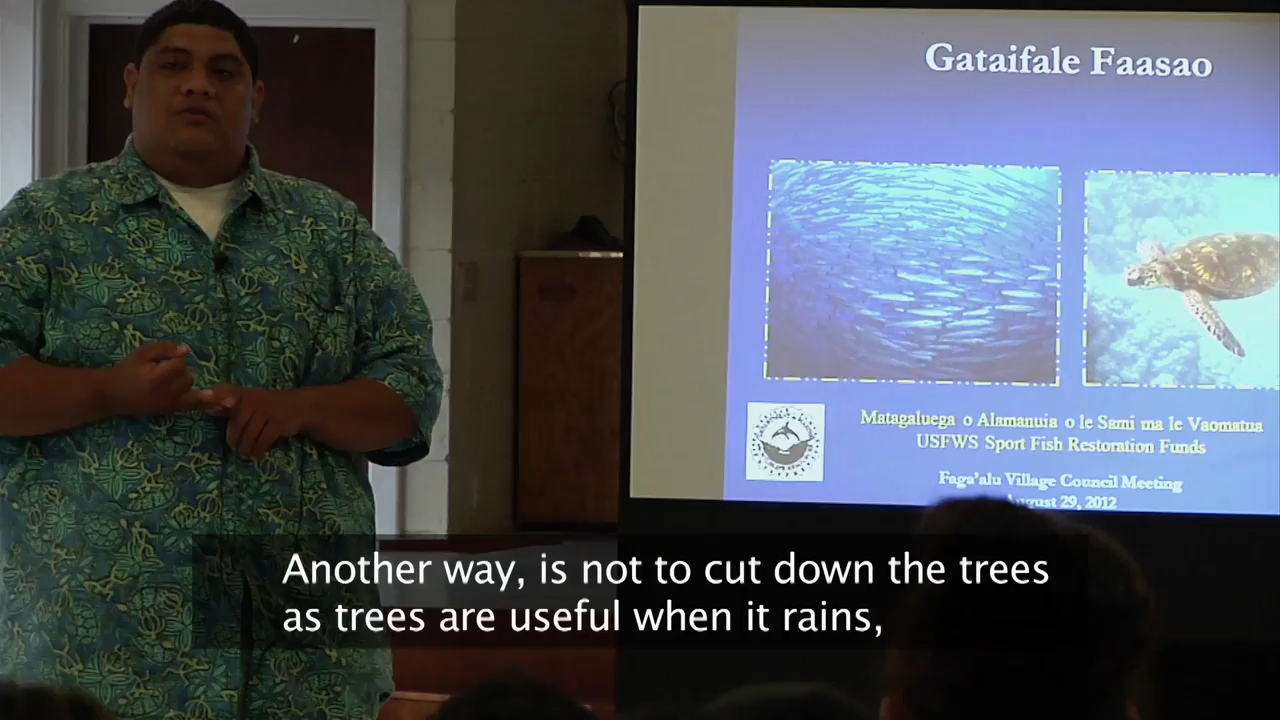 Gataifale Faasao
Matagaluega o Alamanuia o le Sami ma le Vaomatua
USFWS Sport Fish Restoration Funds
Faga'alu Village Council Meeting
August 29, 2012
Another way, is not to cut down the trees
as trees are useful when it rains,